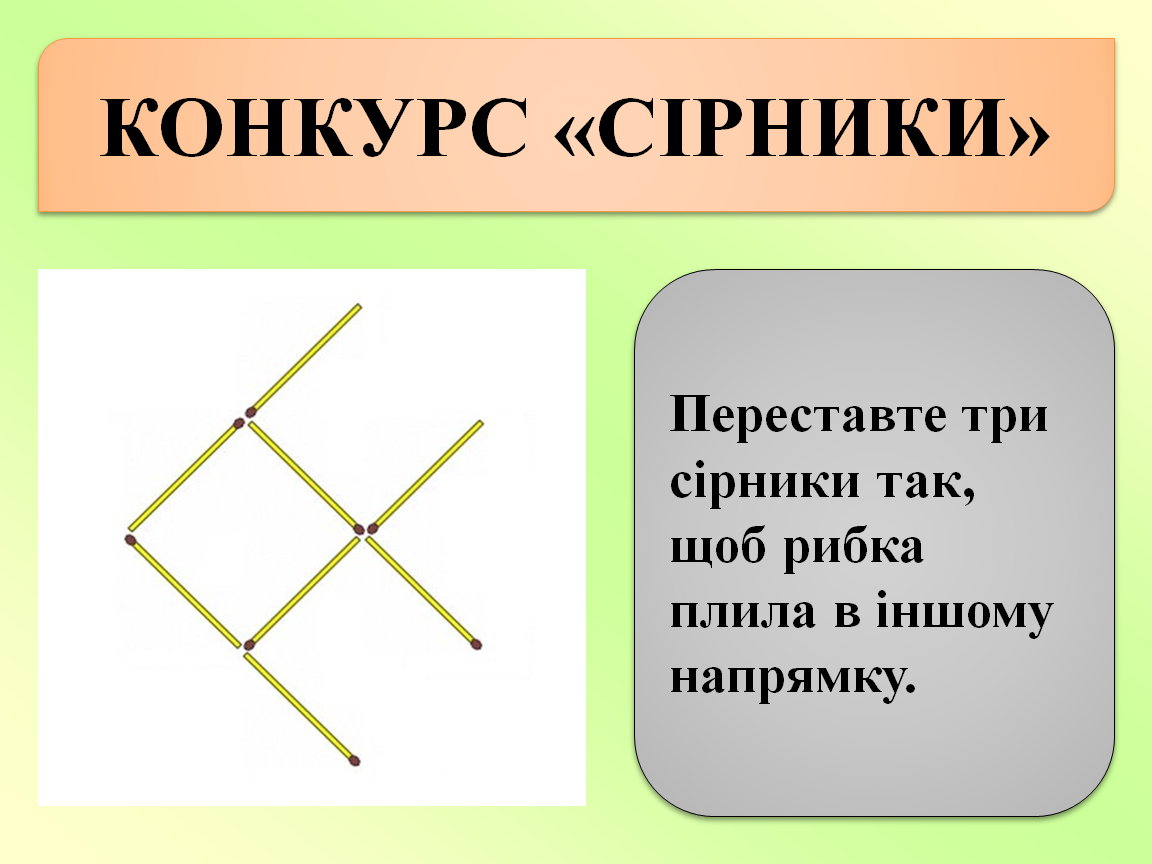 КОНКУРС «СІРНИКИ»
Переставте три
сірники так,
щоб рибка
плила в іншому
напрямку.